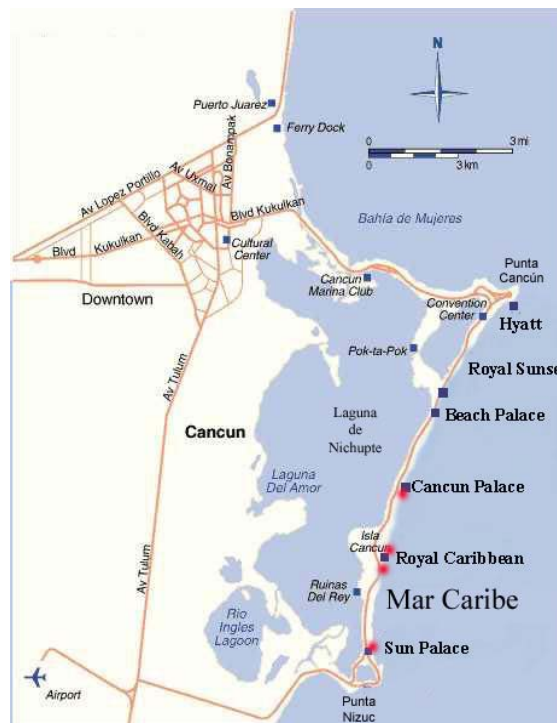 N
Puerto Juarez
Ferry Dock
0 3 mi
0 3 km
Av Bonampak
Av Uxmal
Av Lopez Portillo
Blvd Kukulkan
Bahía de Mujeres
Blvd Kukulkan
Blvd Kabah
Cultural
Center
Cancun
Marina Club
Punta
Cancún
Downtown
Convention
Center
Hyatt
Pok-ta-Pok
Royal Sunse
Av Tulum
Beach Palace
Laguna
de
Nichupte
Cancun
Laguna
Del Amor
Cancun Palace
Isla
Cancun
Royal Caribbean
Av Tulum
Ruinas
Del Rey
Mar Caribe
Rio
Ingles
Lagoon
Sun Palace
Airport
Punta
Nizuc